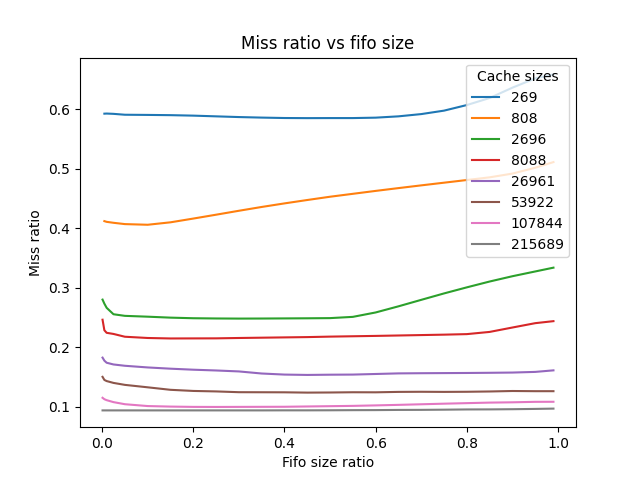 Miss ratio vs fifo size
Cache sizes
269
808
2696
8088
26961
53922
107844
215689
Miss ratio
0.6
0.5
0.4
0.3
0.2
0.1
0.0 0.2 0.4 0.6 0.8 1.0
Fifo size ratio